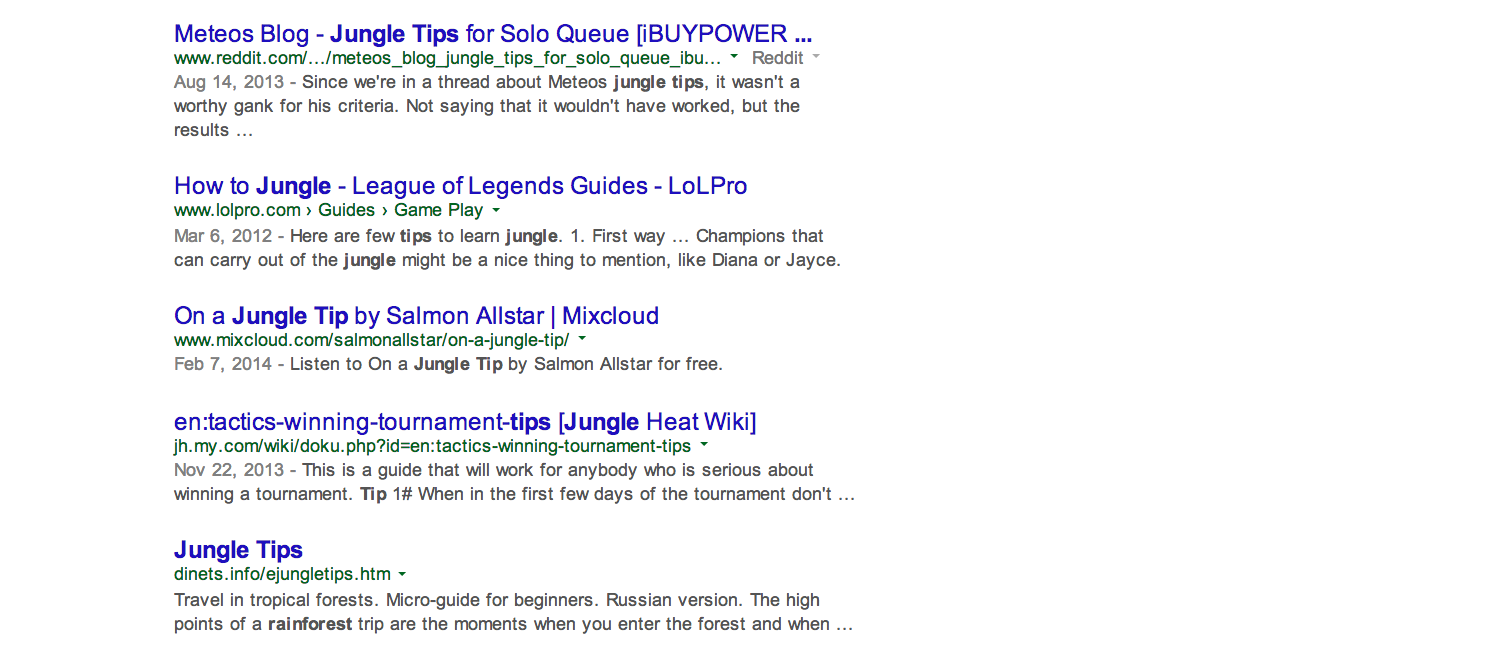 Meteos Blog - Jungle Tips for Solo Queue [iBUYPOWER ...
www.reddit.com/.../meteos_blog_jungle_tips_for_solo_queue_ibu... Reddit
Aug 14, 2013 - Since we're in a thread about Meteos jungle tips, it wasn't a
worthy gank for his criteria. Not saying that it wouldn't have worked, but the
results ...
How to Jungle - League of Legends Guides - LoLPro
www.lolpro.com › Guides › Game Play
Mar 6, 2012 - Here are few tips to learn jungle. 1. First way ... Champions that
can carry out of the jungle might be a nice thing to mention, like Diana or Jayce.
On a Jungle Tip by Salmon Allstar | Mixcloud
www.mixcloud.com/salmonallstar/on-a-jungle-tip/
Feb 7, 2014 - Listen to On a Jungle Tip by Salmon Allstar for free.
en:tactics-winning-tournament-tips [Jungle Heat Wiki]
jh.my.com/wiki/doku.php?id=en:tactics-winning-tournament-tips
Nov 22, 2013 - This is a guide that will work for anybody who is serious about
winning a tournament. Tip 1# When in the first few days of the tournament don't ...
Jungle Tips
dinets.info/ejungletips.htm
Travel in tropical forests. Micro-guide for beginners. Russian version. The high
points of a rainforest trip are the moments when you enter the forest and when ...